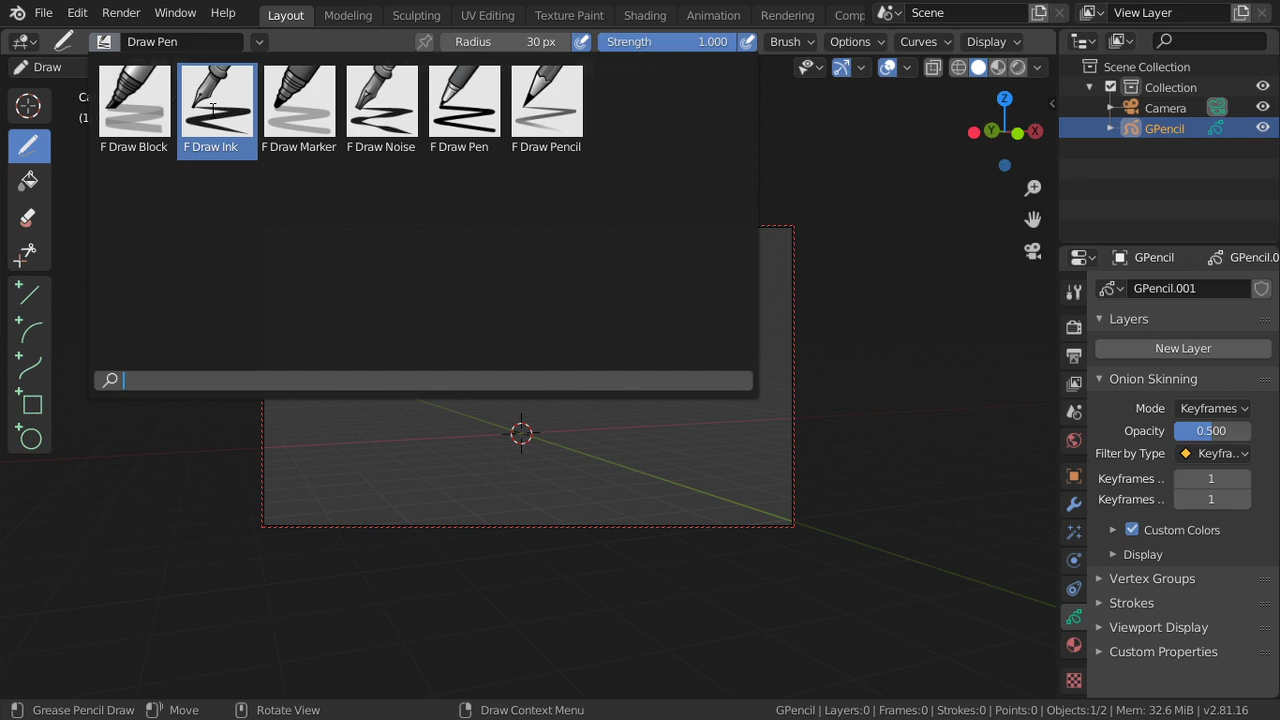 File Edit Render Window Help Layout Modeling Sculpting UV Editing Texture Paint Shading Animation Rendering Comp Scene View Layer
Draw Pen Radius 30 px Strength 1.000 Brush Options Curves Display
Draw
Scene Collection
Collection
Camera
GPencil
Ca
(1
F Draw Block F Draw Ink F Draw Marker F Draw Noise F Draw Pen F Draw Pencil
Z
Y X
GPencil GPencil.0
GPencil.001
Layers
New Layer
Onion Skinning
Mode Keyframes
Opacity 0.500
Filter by Type Keyfra..
Keyframes .. 1
Keyframes .. 1
Custom Colors
Display
Vertex Groups
Strokes
Viewport Display
Custom Properties
Grease Pencil Draw Move Rotate View Draw Context Menu GPencil | Layers:0 | Frames:0 | Strokes:0 | Points:0 | Objects:1/2 | Mem: 32.6 MiB | v2.81.16